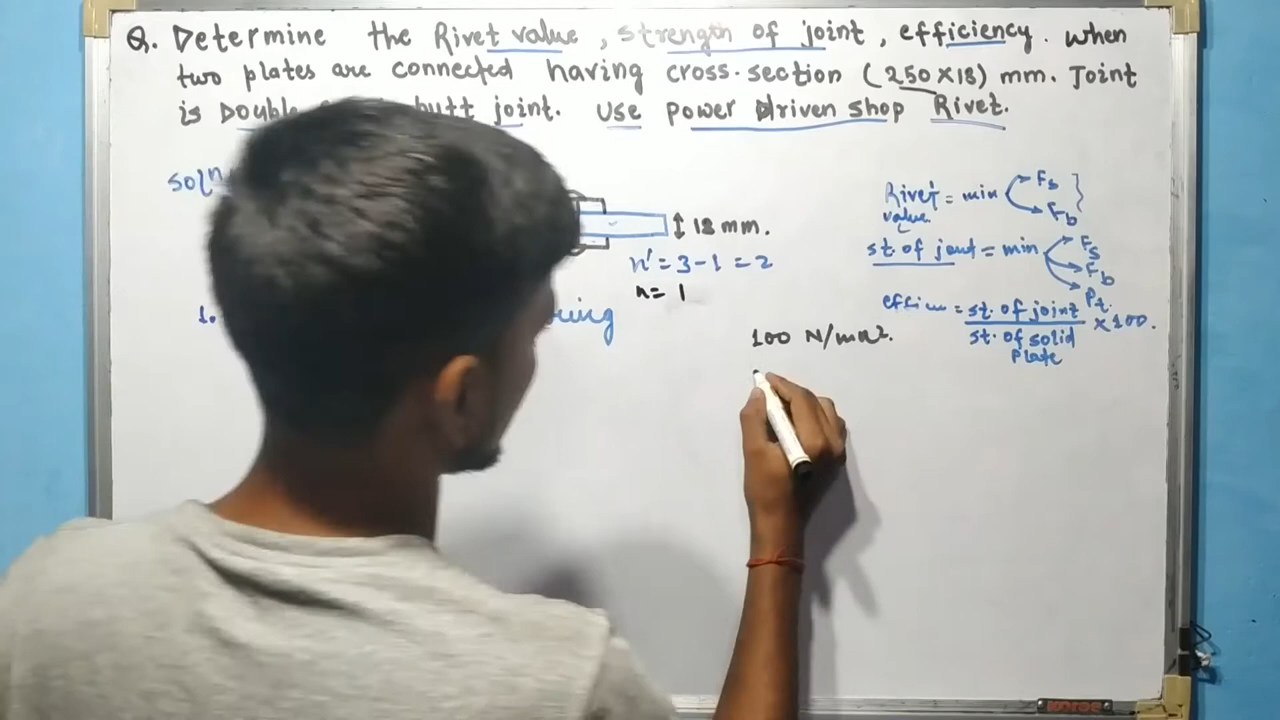 Q. Determine the Rivet value, strength of joint, efficiency. When
two plates are connected having cross-section (250×18) mm. Joint
is Double butt joint. Use power Driven shop Rivet.
Solⁿ
18 mm.
n' = 3-1 = 2
n = 1
1.
100 N/mm².
Rivet value = min Fs Fb
st. of joint = min Fs Fb Pt
= st. of joint / st. of solid plate × 100.